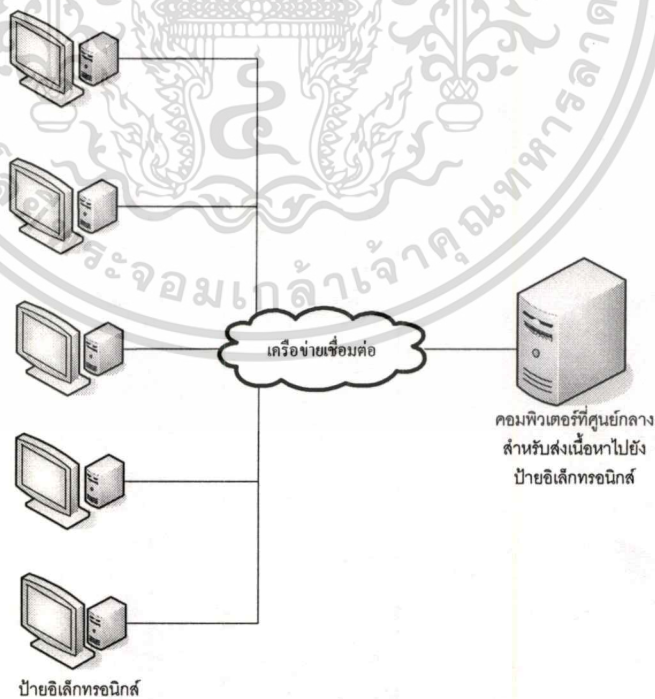 เครือข่ายเชื่อมต่อ
คอมพิวเตอร์ที่ศูนย์กลาง
สำหรับส่งเนื้อหาไปยัง
ป้ายอิเล็กทรอนิกส์
ป้ายอิเล็กทรอนิกส์